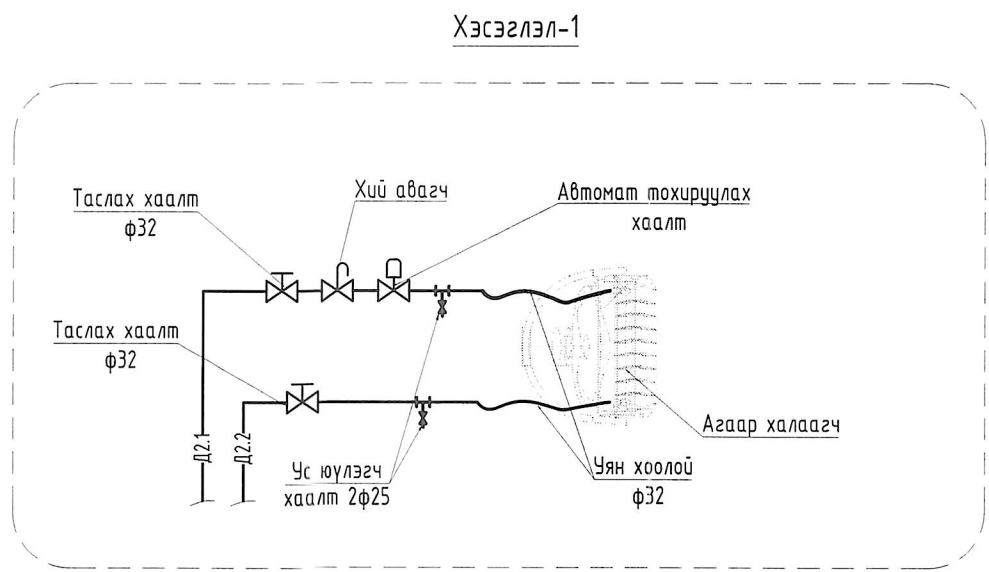 Хэсэглэл-1
Таслах хаалт
ф32
Хий авагч
Автомат тохируулах
хаалт
Таслах хаалт
ф32
Д2.1
Д2.2
Ус юүлэгч
хаалт 2ф25
Уян хоолой
ф32
Агаар халаагч